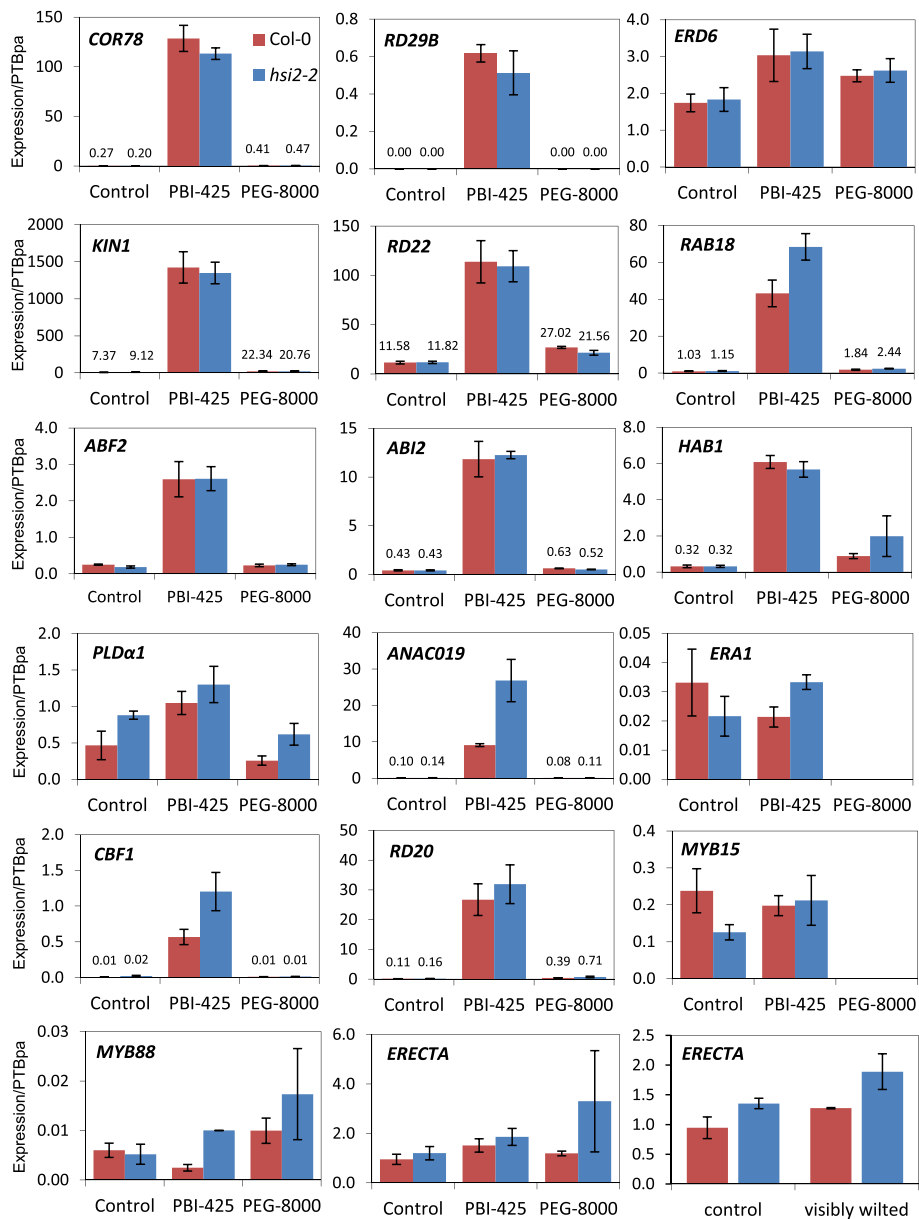 COR78
Col-0
hsi2-2
Expression/PTBpa
150
100
50
0
0.27 0.20 0.41 0.47
Control PBI-425 PEG-8000
RD29B
0.8
0.6
0.4
0.2
0.0
0.00 0.00 0.00 0.00
Control PBI-425 PEG-8000
ERD6
4.0
3.0
2.0
1.0
0.0
Control PBI-425 PEG-8000
KIN1
Expression/PTBpa
2000
1500
1000
500
0
7.37 9.12 22.34 20.76
Control PBI-425 PEG-8000
RD22
150
100
50
0
11.58 11.82 27.02 21.56
Control PBI-425 PEG-8000
RAB18
80
60
40
20
0
1.03 1.15 1.84 2.44
Control PBI-425 PEG-8000
ABF2
Expression/PTBpa
4.0
3.0
2.0
1.0
0.0
Control PBI-425 PEG-8000
ABI2
15
10
5
0
0.43 0.43 0.63 0.52
Control PBI-425 PEG-8000
HAB1
8.0
6.0
4.0
2.0
0.0
0.32 0.32
Control PBI-425 PEG-8000
PLDα1
Expression/PTBpa
2.0
1.5
1.0
0.5
0.0
Control PBI-425 PEG-8000
ANAC019
40
30
20
10
0
0.10 0.14 0.08 0.11
Control PBI-425 PEG-8000
ERA1
0.05
0.04
0.03
0.02
0.01
0.00
Control PBI-425 PEG-8000
CBF1
Expression/PTBpa
2.0
1.5
1.0
0.5
0.0
0.01 0.02 0.01 0.01
Control PBI-425 PEG-8000
RD20
50
40
30
20
10
0
0.11 0.16 0.39 0.71
Control PBI-425 PEG-8000
MYB15
0.4
0.3
0.2
0.1
0.0
Control PBI-425 PEG-8000
MYB88
Expression/PTBpa
0.03
0.02
0.01
0.00
Control PBI-425 PEG-8000
ERECTA
6.0
4.0
2.0
0.0
Control PBI-425 PEG-8000
ERECTA
2.5
2.0
1.5
1.0
0.5
0.0
control visibly wilted